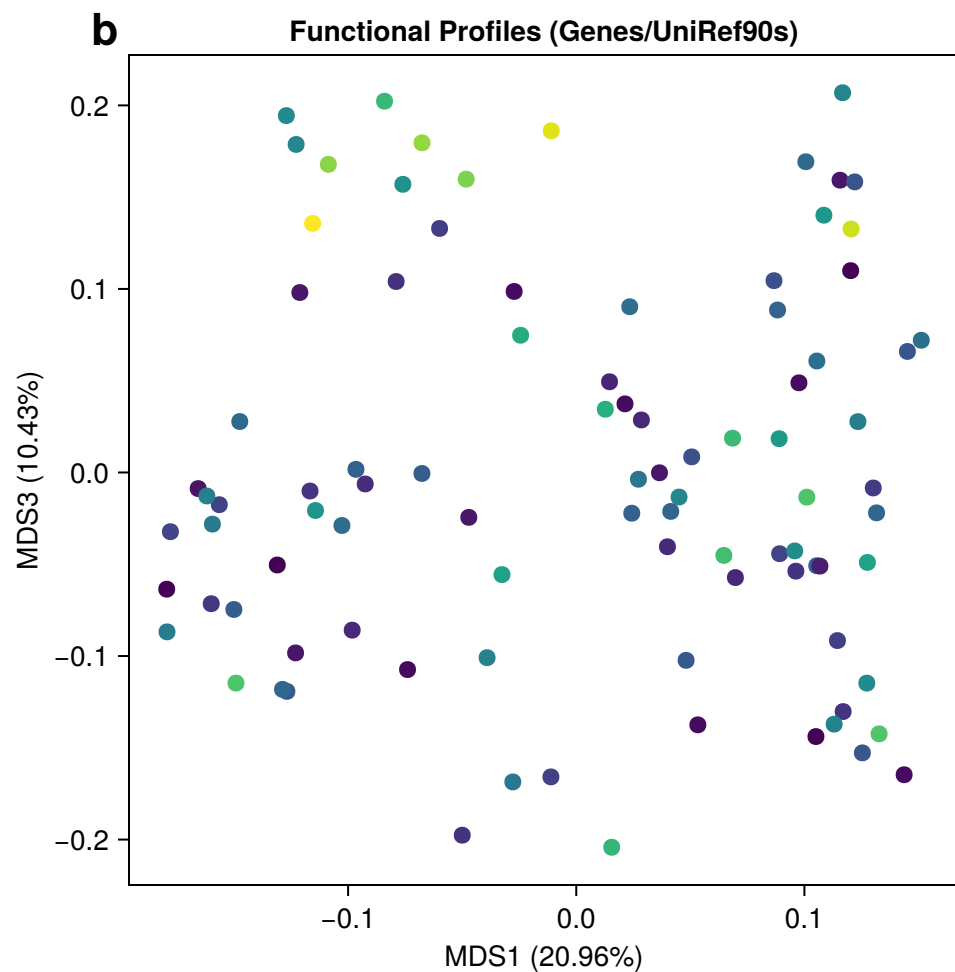 b
Functional Profiles (Genes/UniRef90s)
0.2
0.1
0.0
−0.1
−0.2
MDS3 (10.43%)
−0.1 0.0 0.1
MDS1 (20.96%)